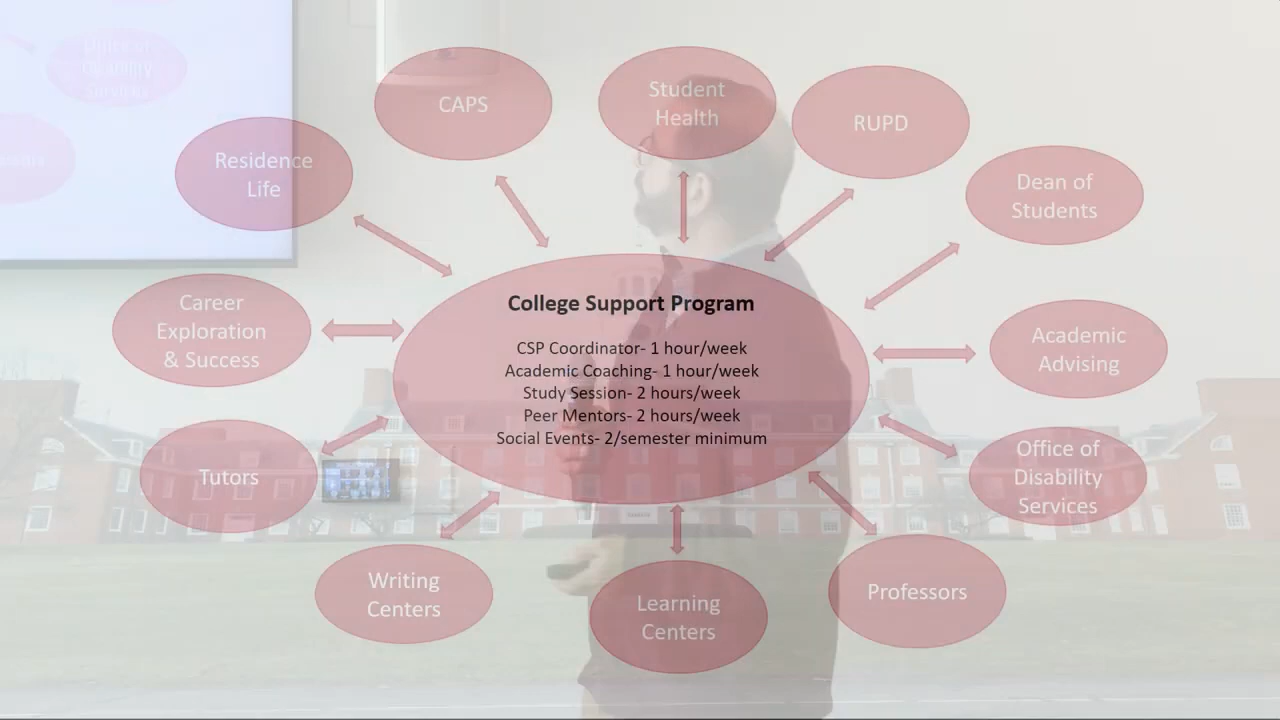 CAPS
Student
Health
RUPD
Residence
Life
Dean of
Students
Career
Exploration
& Success
College Support Program
CSP Coordinator- 1 hour/week
Academic Coaching- 1 hour/week
Study Session- 2 hours/week
Peer Mentors- 2 hours/week
Social Events- 2/semester minimum
Academic
Advising
Tutors
Office of
Disability
Services
Writing
Centers
Learning
Centers
Professors